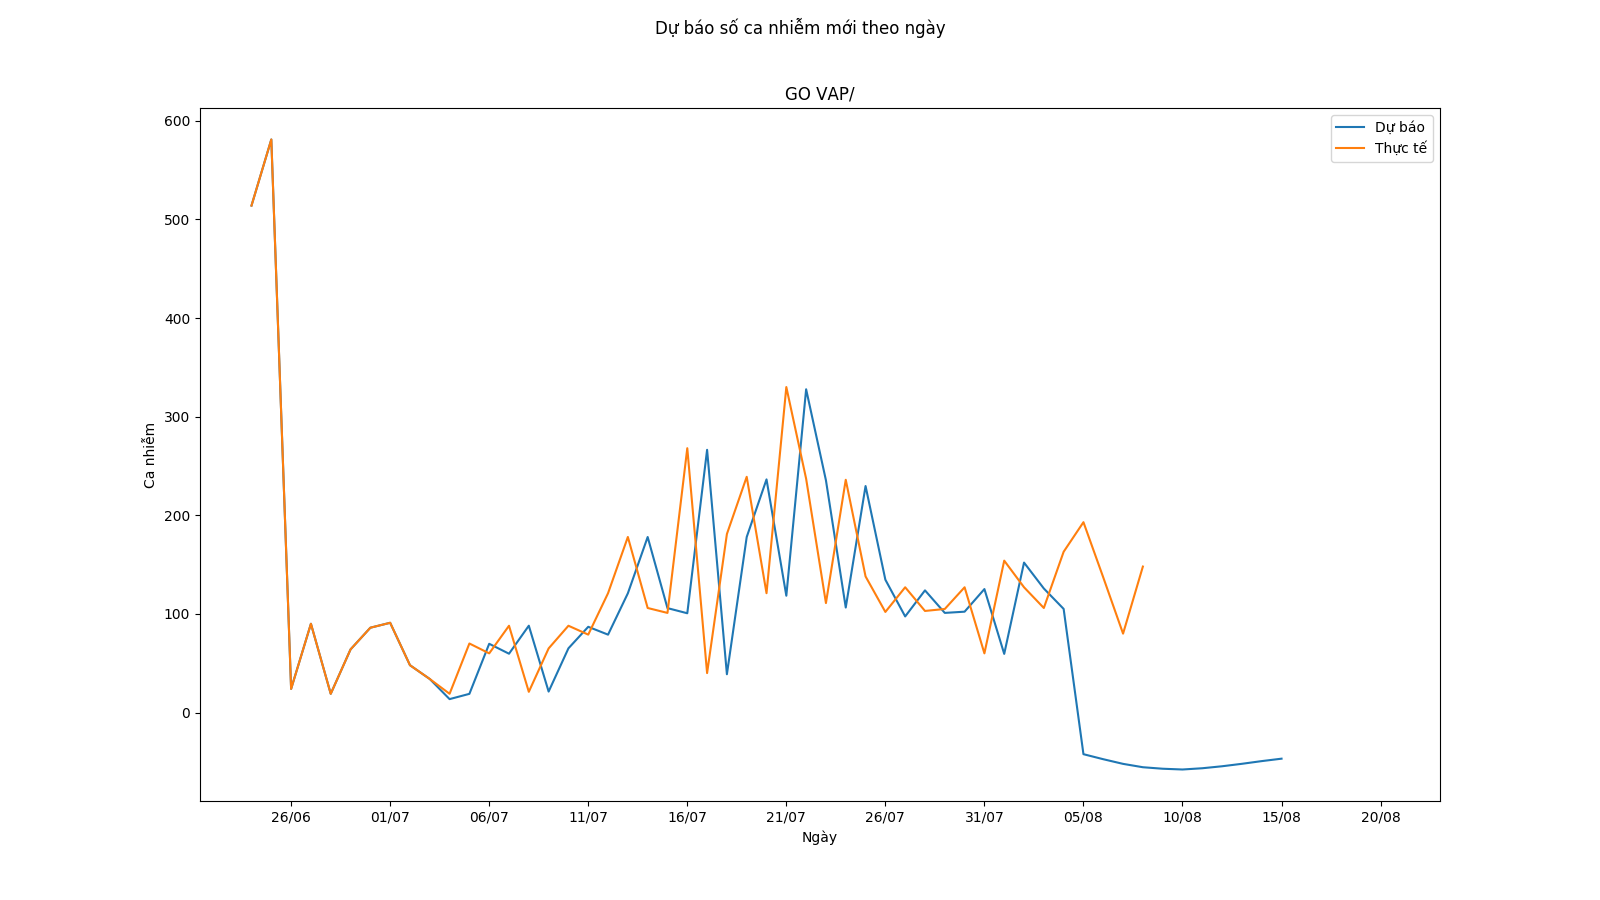 Dự báo số ca nhiễm mới theo ngày
GO VAP/
Dự báo
Thực tế
600
500
400
300
200
100
0
Ca nhiễm
26/06 01/07 06/07 11/07 16/07 21/07 26/07 31/07 05/08 10/08 15/08 20/08
Ngày